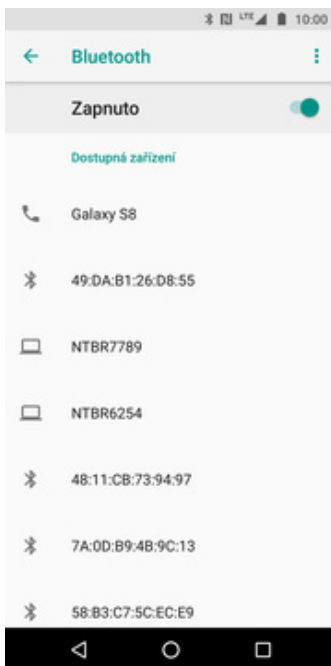 LTE 10:00
Bluetooth
Zapnuto
Dostupná zařízení
Galaxy S8
49:DA:B1:26:D8:55
NTBR7789
NTBR6254
48:11:CB:73:94:97
7A:0D:B9:4B:9C:13
58:B3:C7:5C:EC:E9